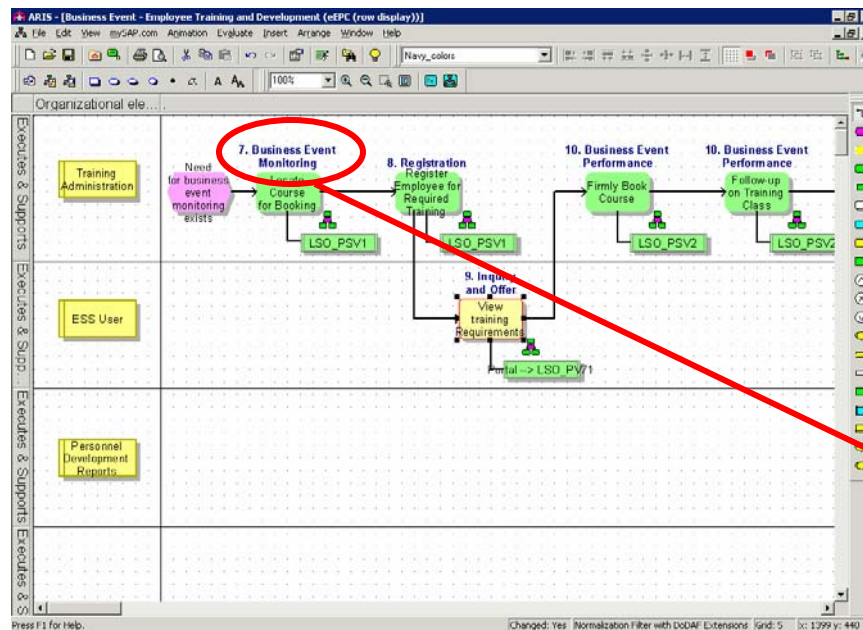 ARIS - [Business Event - Employee Training and Development (eEPC (row display))]
File Edit View mySAP.com Animation Evaluate Insert Arrange Window Help
Navy_colors
100%
Organizational ele...
Executes & Supports
Training
Administration
Need
for business
event
monitoring
exists
7. Business Event
Monitoring
Locate
Course
for Booking
LSO_PSV1
8. Registration
Register
Employee for
Required
Training
LSO_PSV1
10. Business Event
Performance
Firmly Book
Course
LSO_PSV2
10. Business Event
Performance
Follow-up
on Training
Class
LSO_PSV2
Executes & Supp...
ESS User
9. Inquiry
and Offer
View
training
Requirements
Portal --> LSO_PV71
Executes & Supports
Personnel
Development
Reports
Executes & S
Press F1 for Help.
Changed: Yes
Normalization Filter with DoDAF Extensions
Grid: 5
x: 1399 y: 440